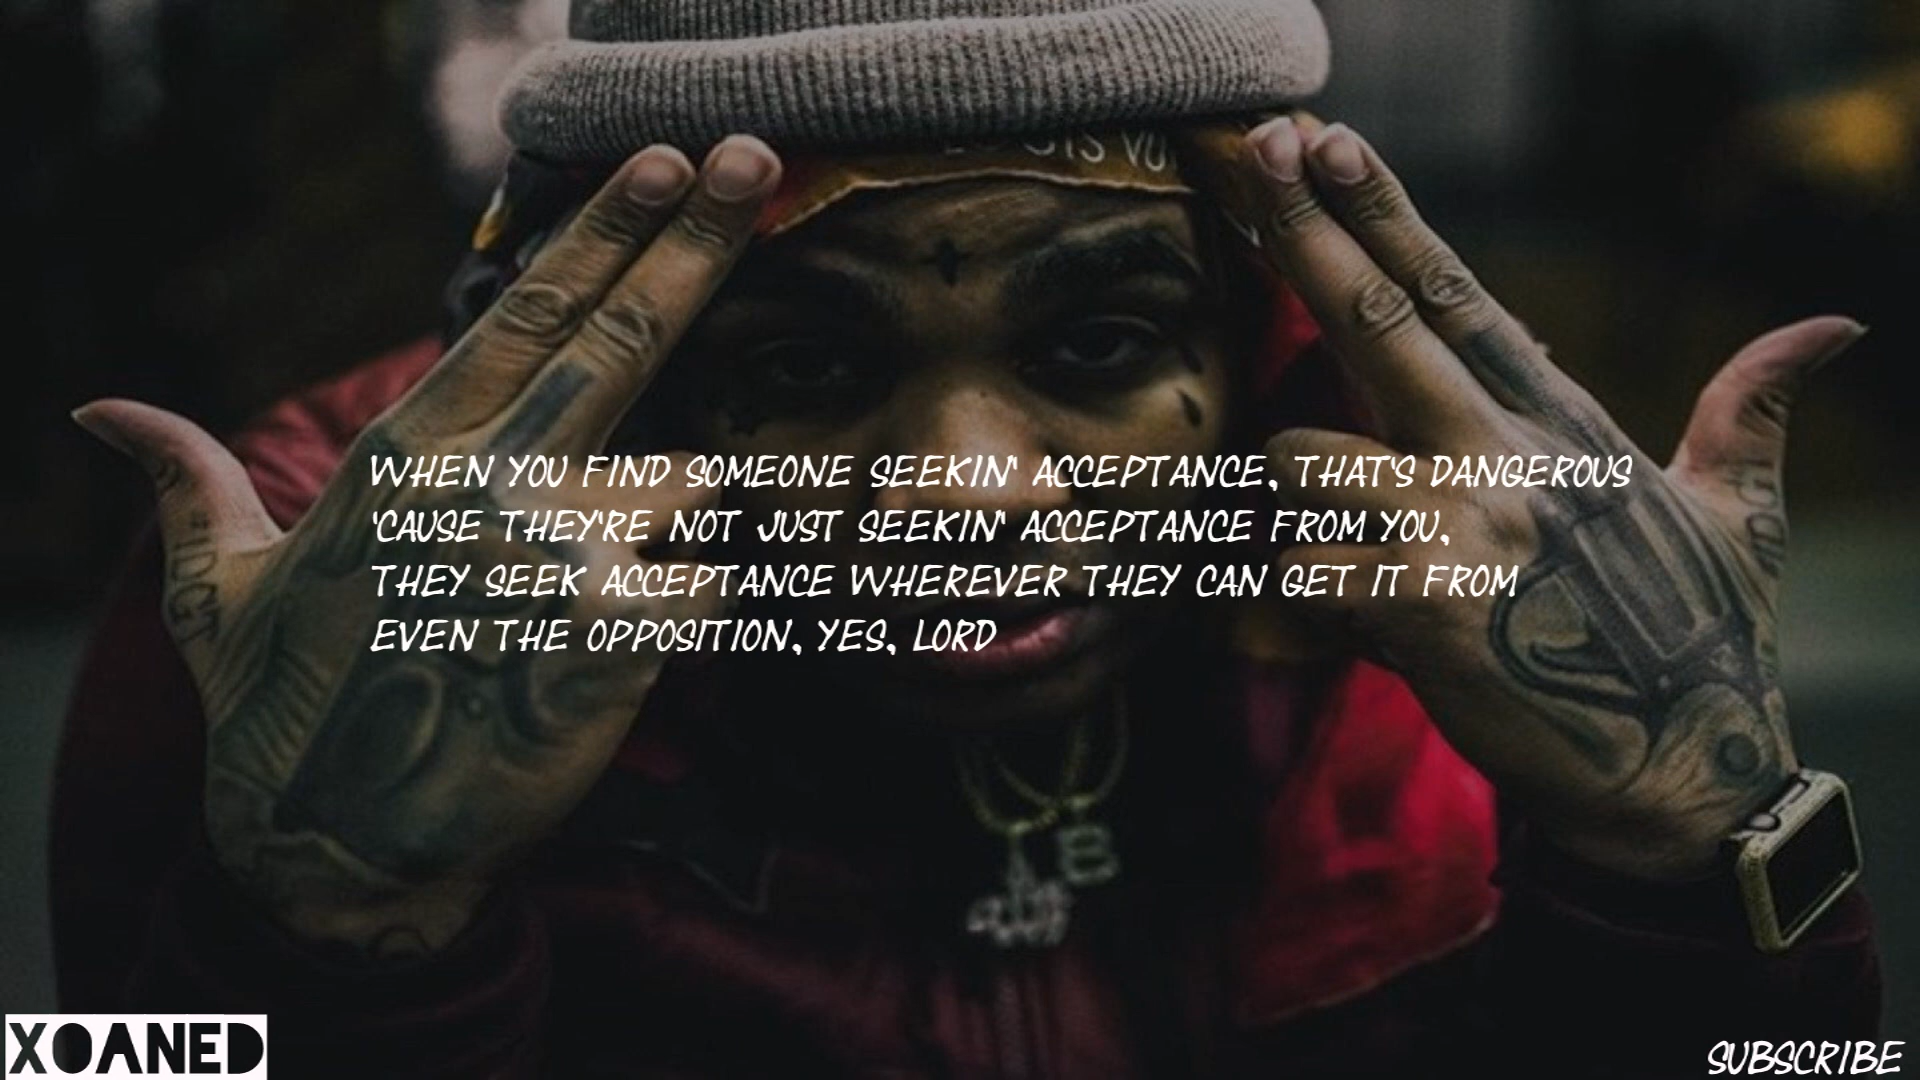 WHEN YOU FIND SOMEONE SEEKIN' ACCEPTANCE, THAT'S DANGEROUS
'CAUSE THEY'RE NOT JUST SEEKIN' ACCEPTANCE FROM YOU,
THEY SEEK ACCEPTANCE WHEREVER THEY CAN GET IT FROM
EVEN THE OPPOSITION, YES, LORD
XOANED
SUBSCRIBE